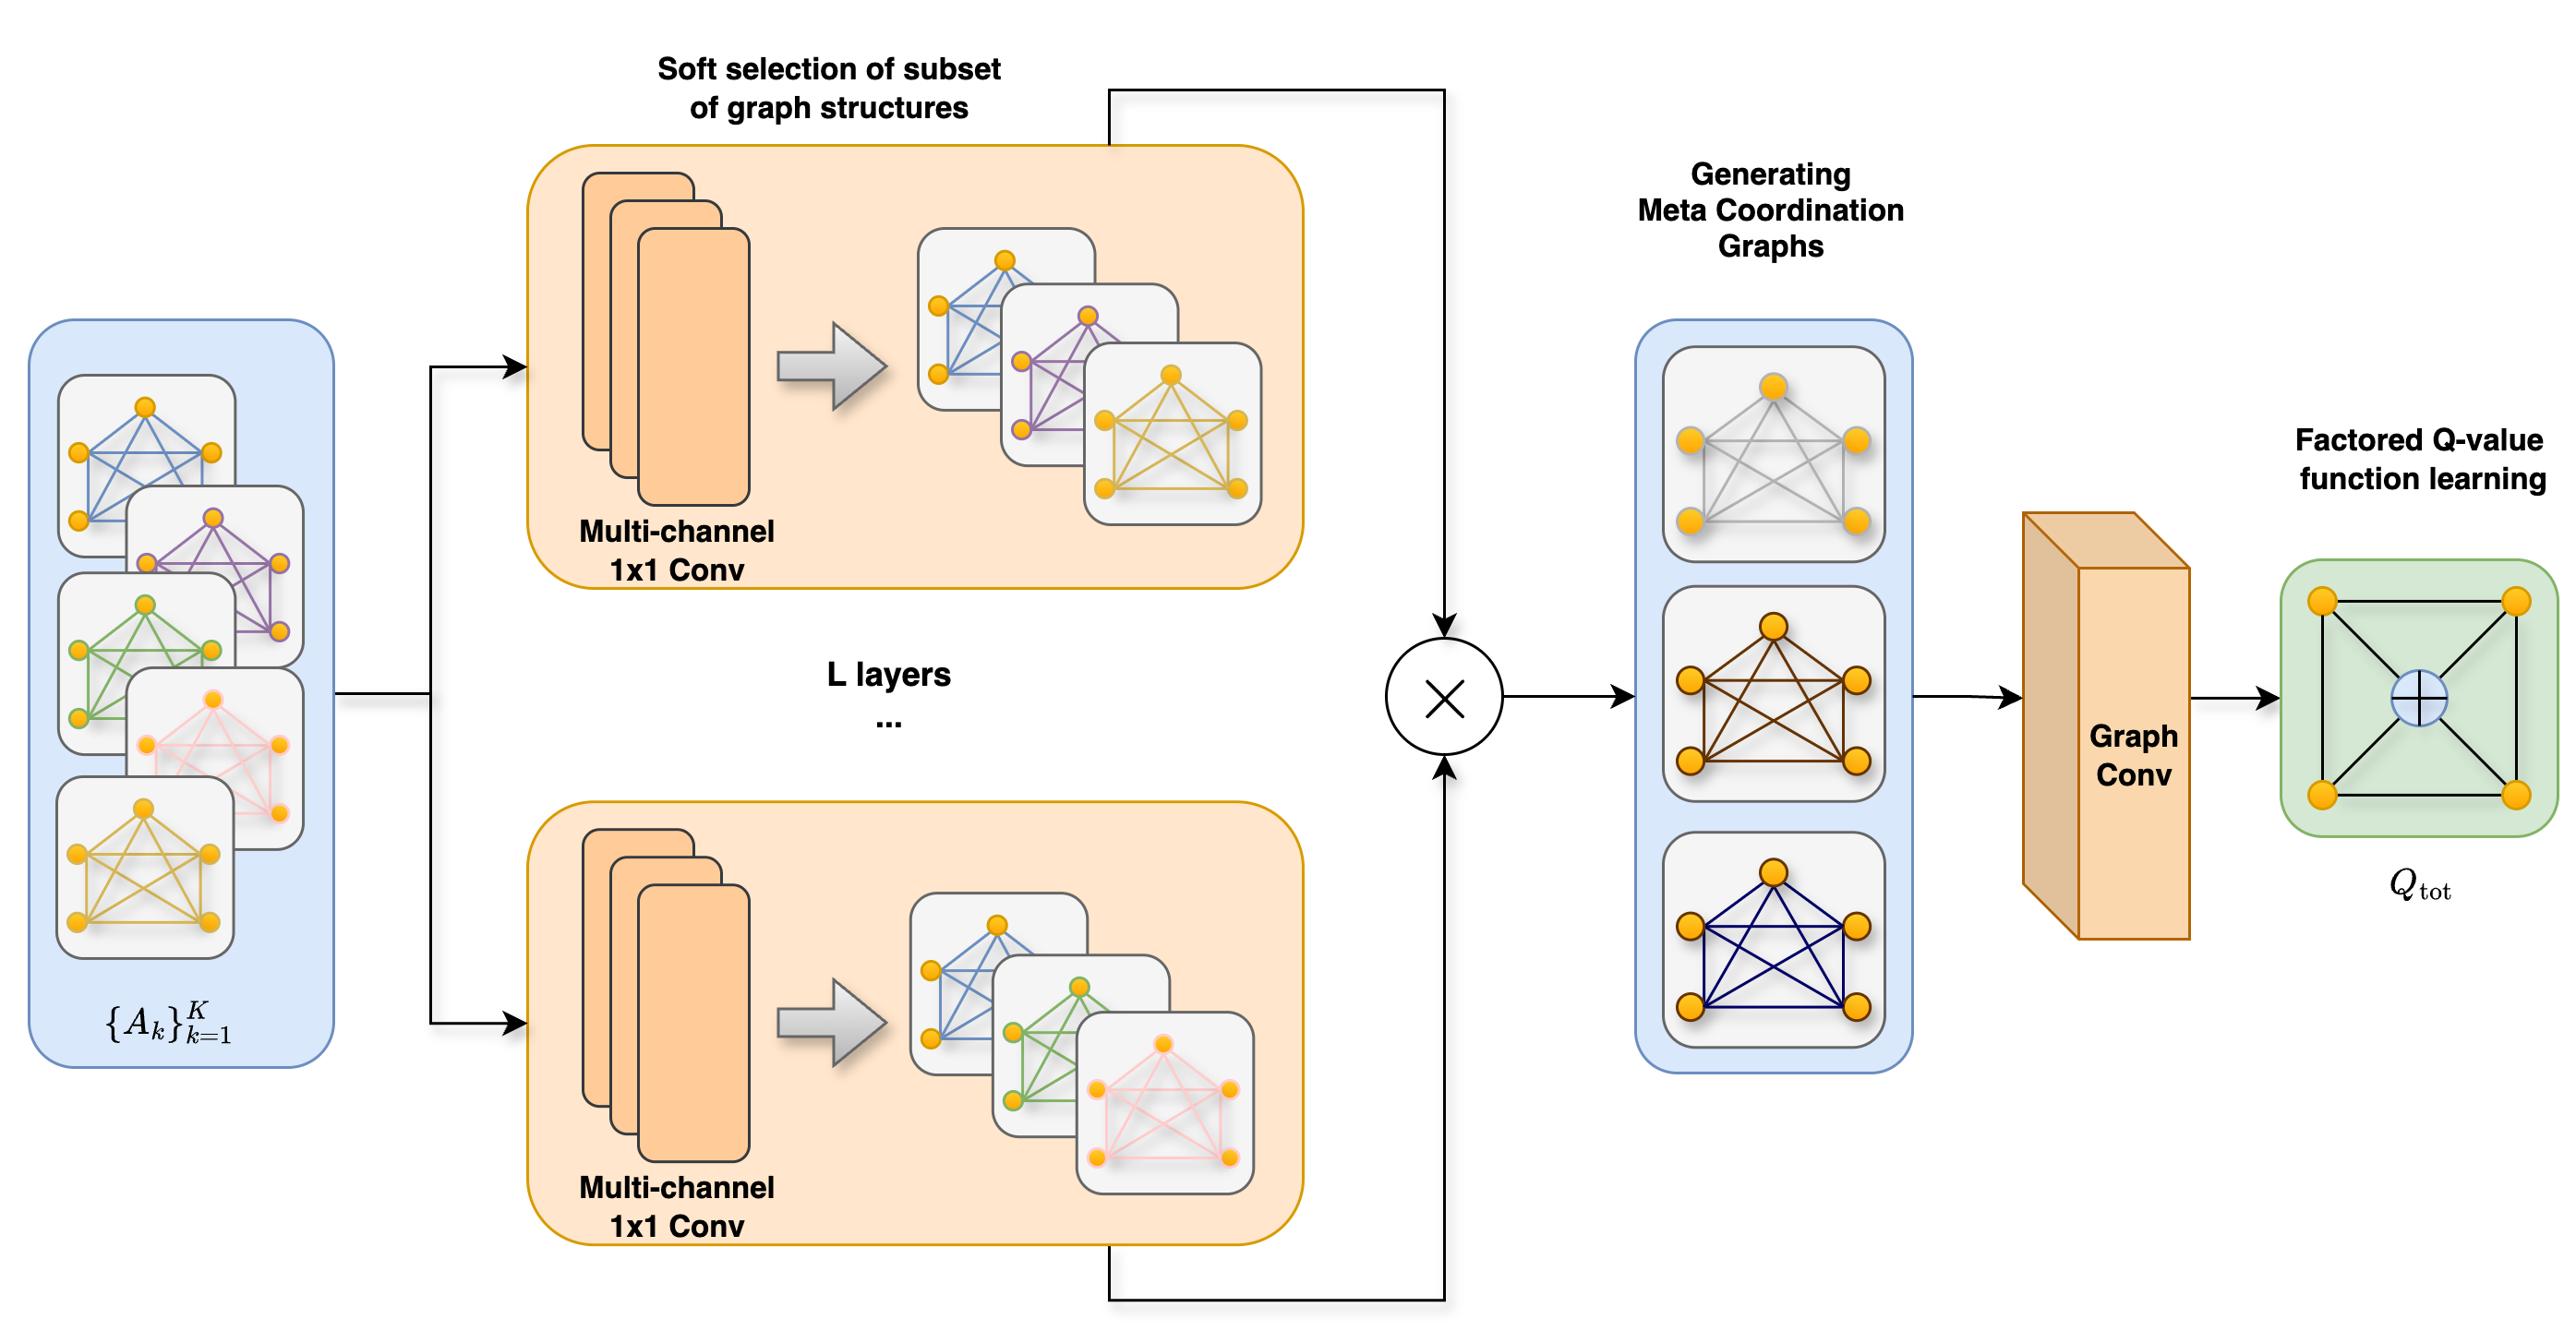 Soft selection of subset
of graph structures
Multi-channel
1x1 Conv
L layers
...
Multi-channel
1x1 Conv
$\{A_k\}_{k=1}^{K}$
Generating
Meta Coordination
Graphs
Graph
Conv
Factored Q-value
function learning
$Q_{\text{tot}}$